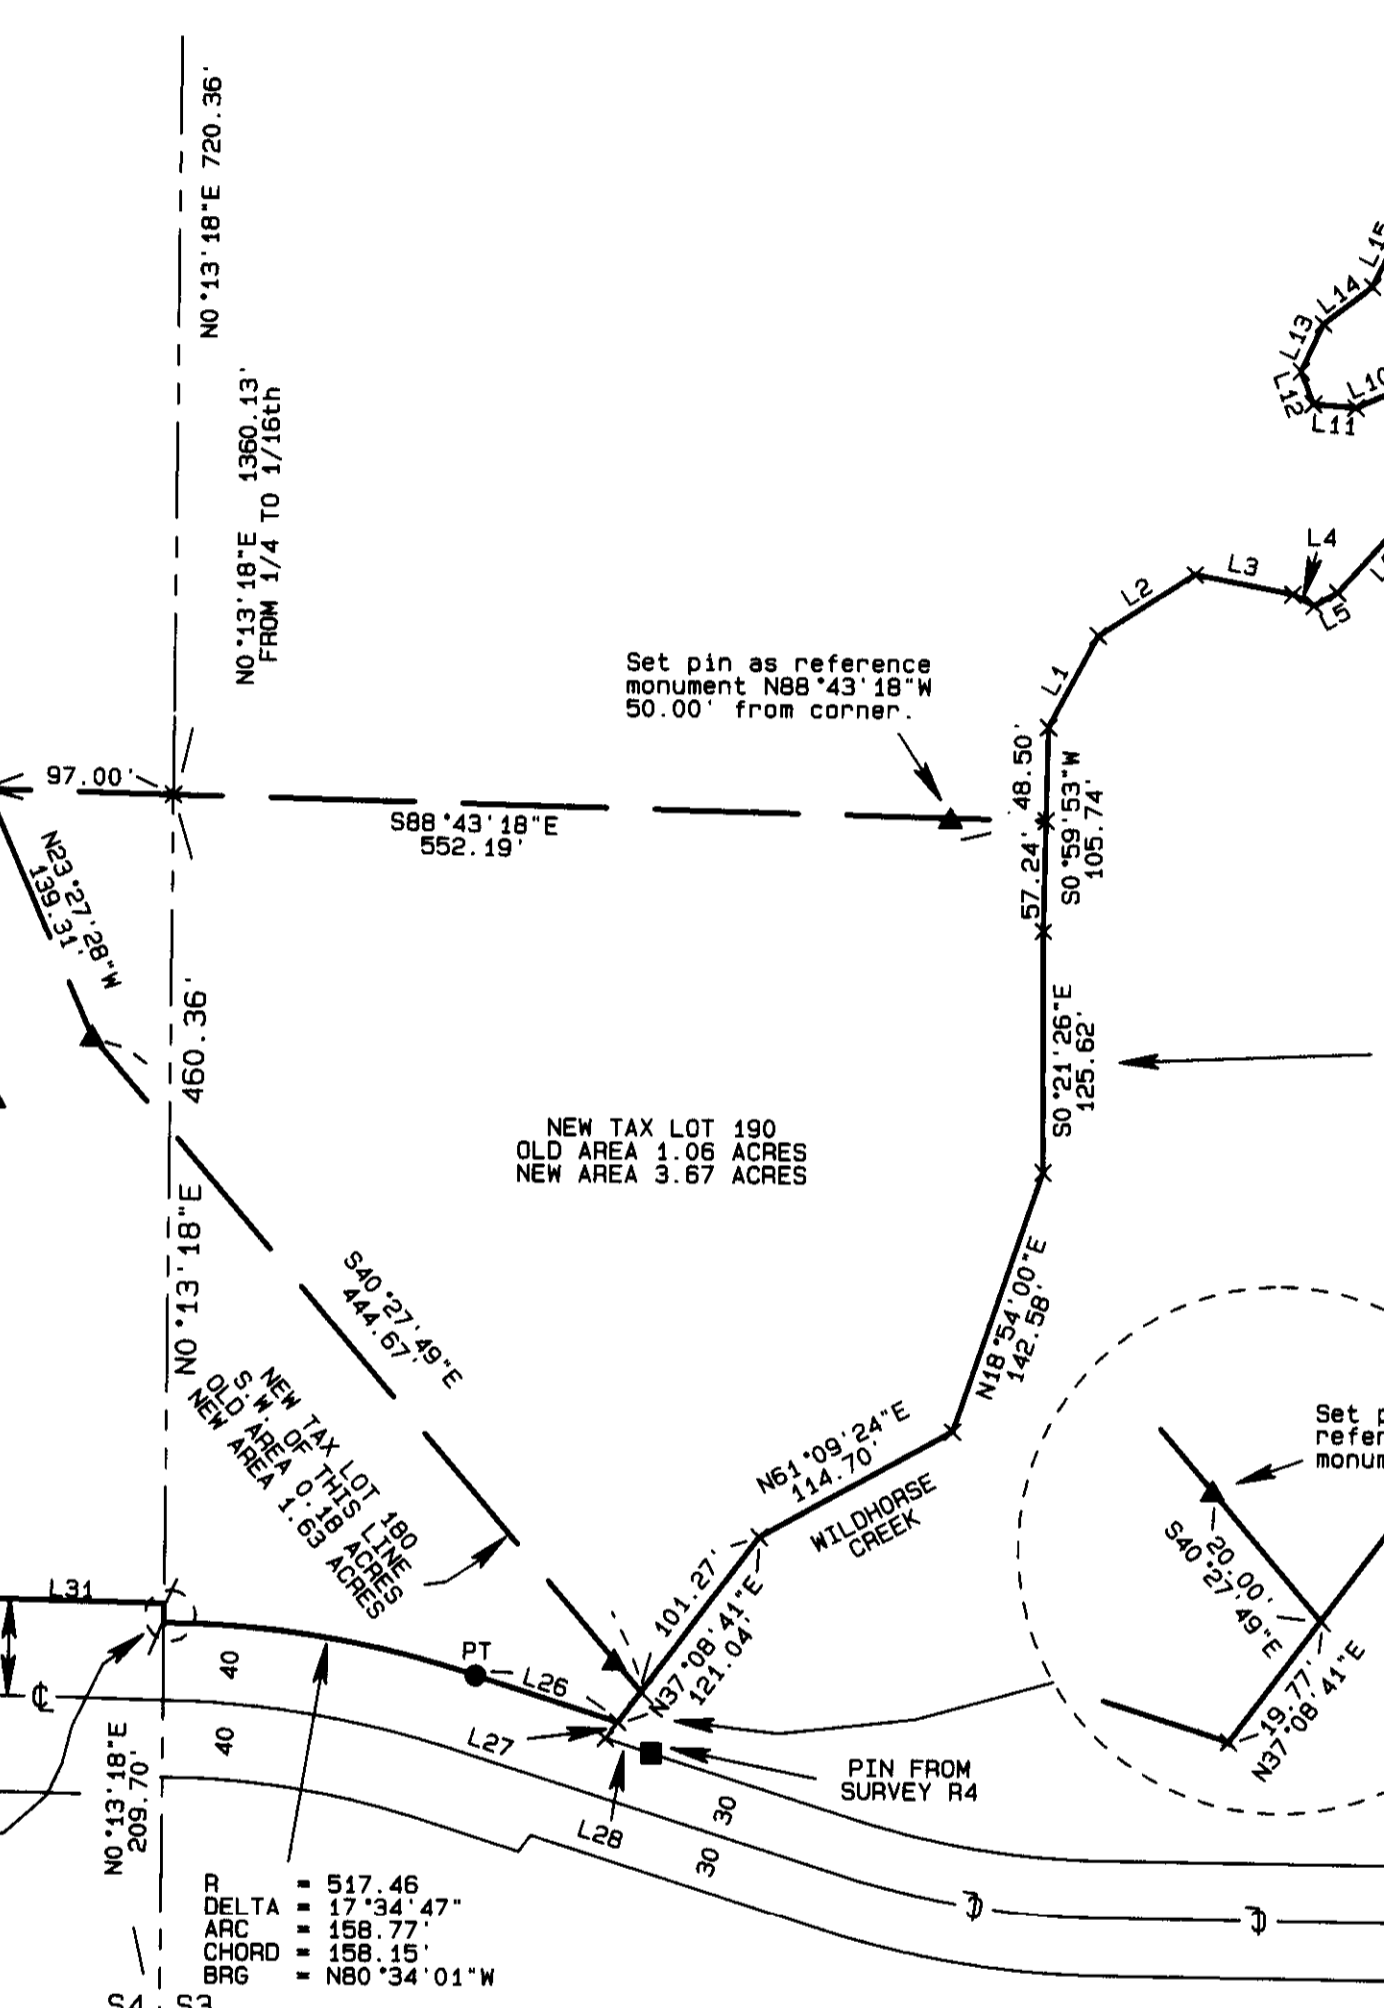 N0°13'18"E 720.36'
N0°13'18"E 1360.13'
FROM 1/4 TO 1/16th
L14
L13
L12
L11
L10
L4
L3
L2
L5
L1
Set pin as reference
monument N88°43'18"W
50.00' from corner.
97.00'
S88°43'18"E
552.19'
48.50'
57.24'
S0°59'53"W
105.74'
N23°27'28"W
139.31'
460.36'
N0°13'18"E
S0°21'26"E
125.62'
NEW TAX LOT 190
OLD AREA 1.06 ACRES
NEW AREA 3.67 ACRES
S40°27'49"E
444.67'
NEW TAX LOT 180
S.W. OF THIS LINE
OLD AREA 0.18 ACRES
NEW AREA 1.63 ACRES
N18°54'00"E
142.58'
N61°09'24"E
114.70'
WILDHORSE
CREEK
101.27'
N37°08'41"E
121.04'
Set
monum
20.00'
S40°27'49"E
19.77'
N37°08'41"E
L31
PT
L26
40
40
L27
L28
PIN FROM
SURVEY R4
30
30
N0°13'18"E
209.70'
R = 517.46
DELTA = 17°34'47"
ARC = 158.77'
CHORD = 158.15'
BRG = N80°34'01"W
S4 S3